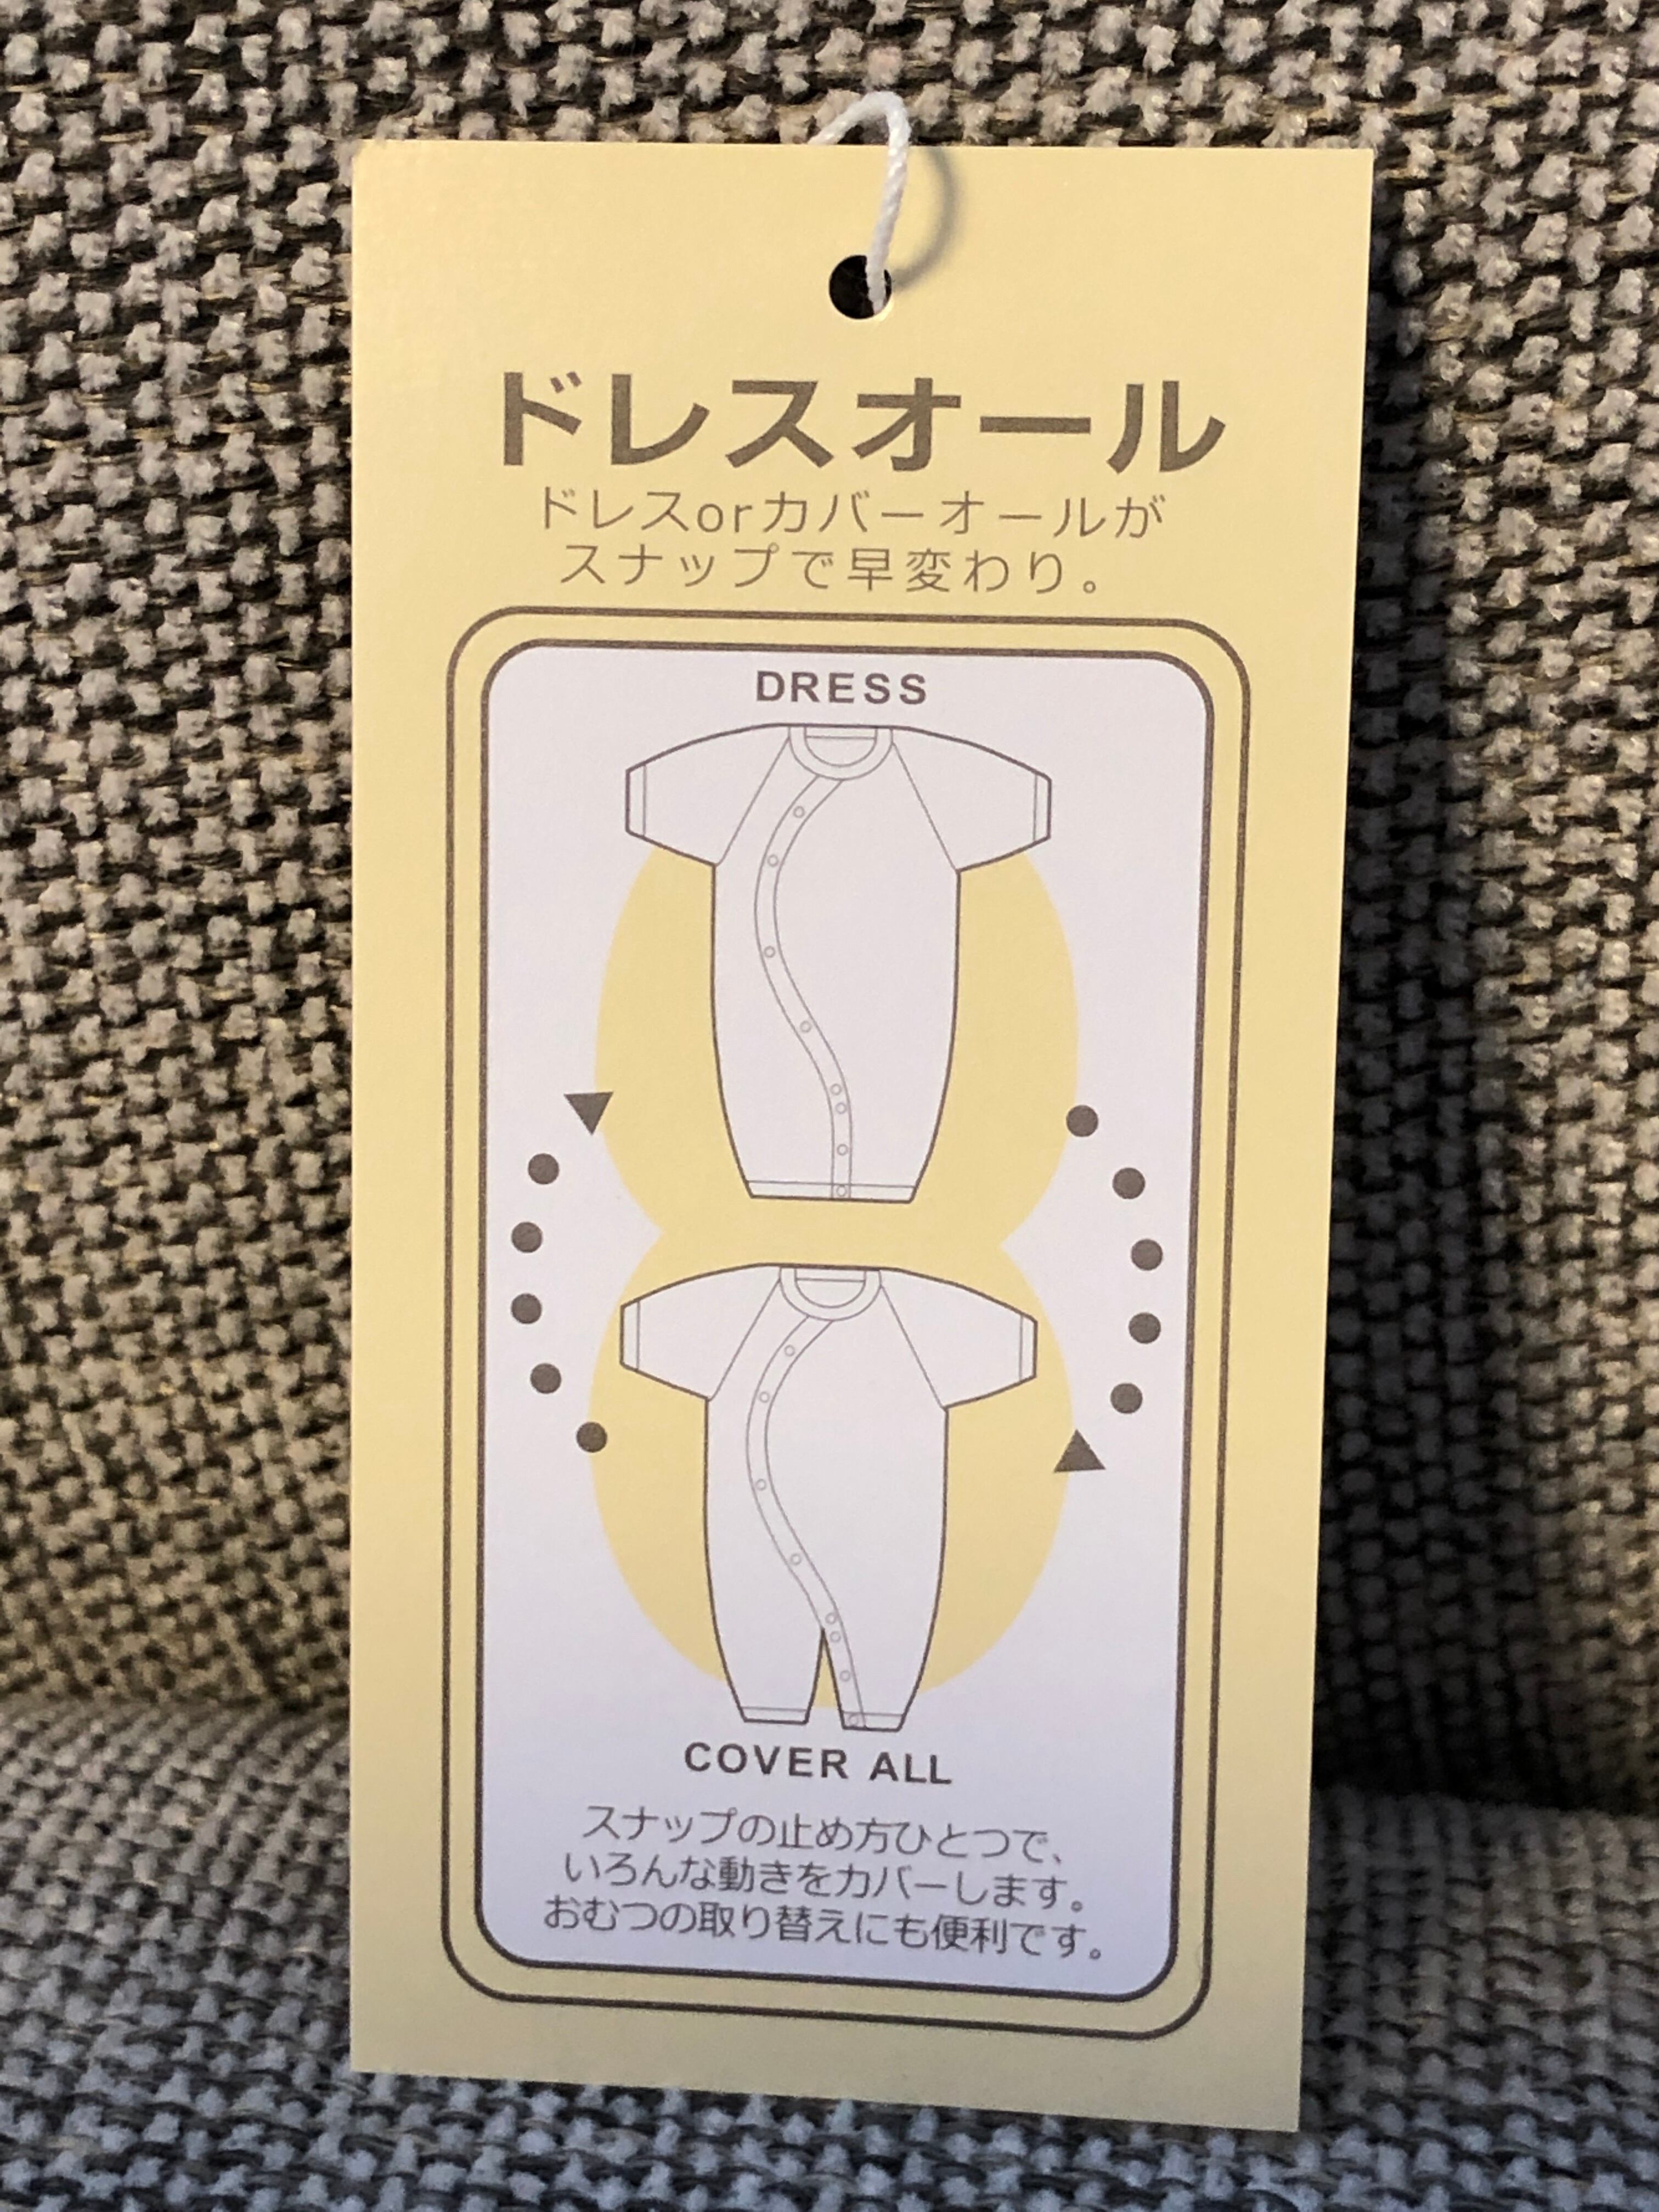 ドレスオール
ドレスorカバーオールが
スナップで早変わり。
DRESS
COVER ALL
スナップの止め方ひとつで、
いろんな動きをカバーします。
おむつの取り替えにも便利です。